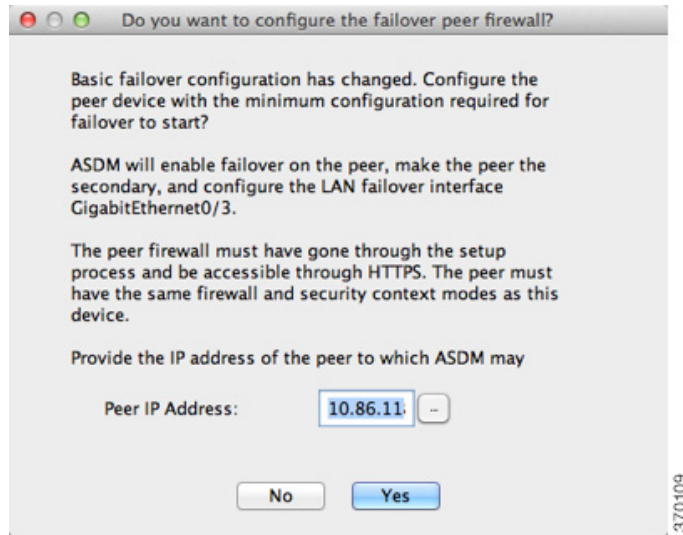 Do you want to configure the failover peer firewall?
Basic failover configuration has changed. Configure the
peer device with the minimum configuration required for
failover to start?
ASDM will enable failover on the peer, make the peer the
secondary, and configure the LAN failover interface
GigabitEthernet0/3.
The peer firewall must have gone through the setup
process and be accessible through HTTPS. The peer must
have the same firewall and security context modes as this
device.
Provide the IP address of the peer to which ASDM may
Peer IP Address: 10.86.11 ...
No Yes
370109